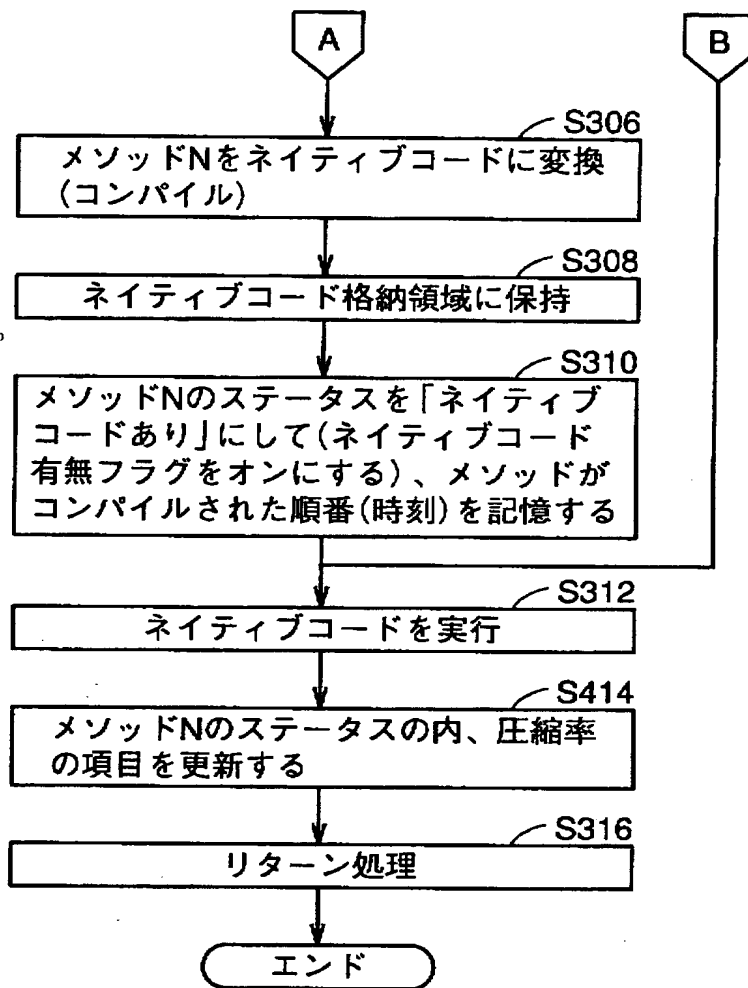 A
B
S306
メソッドNをネイティブコードに変換
(コンパイル)
S308
ネイティブコード格納領域に保持
S310
メソッドNのステータスを「ネイティブ
コードあり」にして(ネイティブコード
有無フラグをオンにする)、メソッドが
コンパイルされた順番(時刻)を記憶する
S312
ネイティブコードを実行
S414
メソッドNのステータスの内、圧縮率
の項目を更新する
S316
リターン処理
エンド